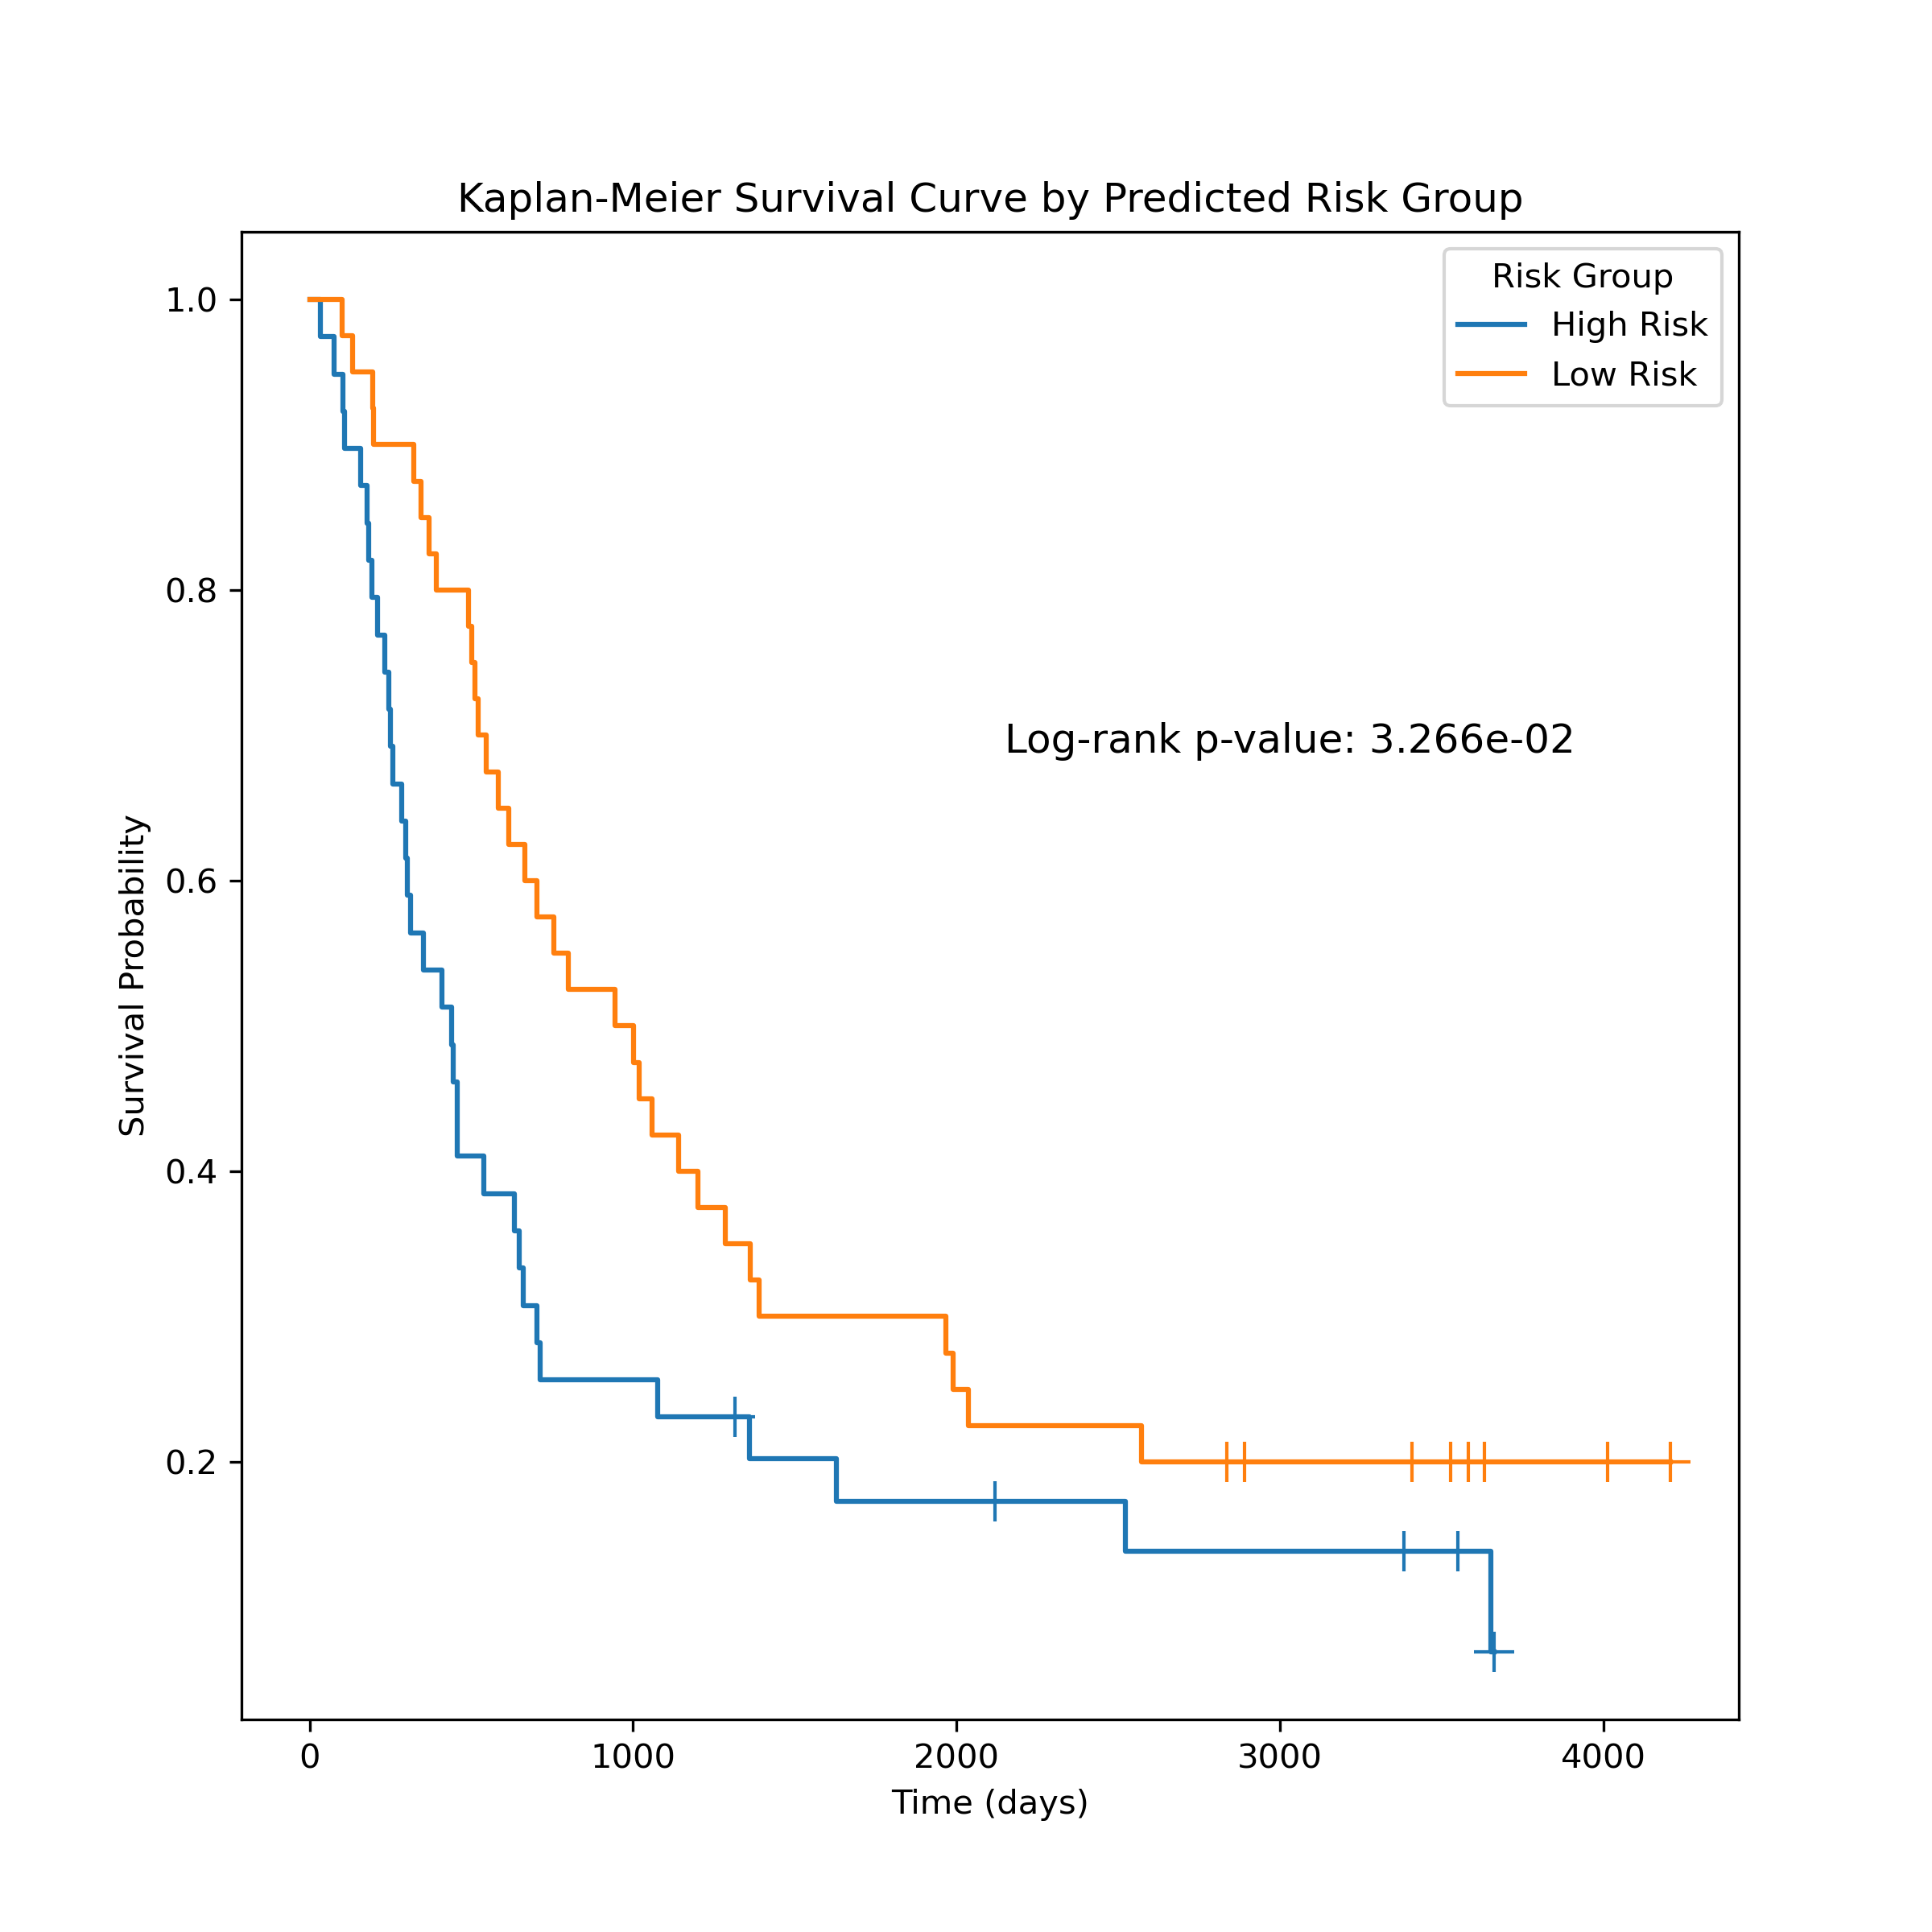 Kaplan-Meier Survival Curve by Predicted Risk Group
Risk Group
High Risk
Low Risk
Log-rank p-value: 3.266e-02
Survival Probability
1.0
0.8
0.6
0.4
0.2
0
1000
2000
3000
4000
Time (days)